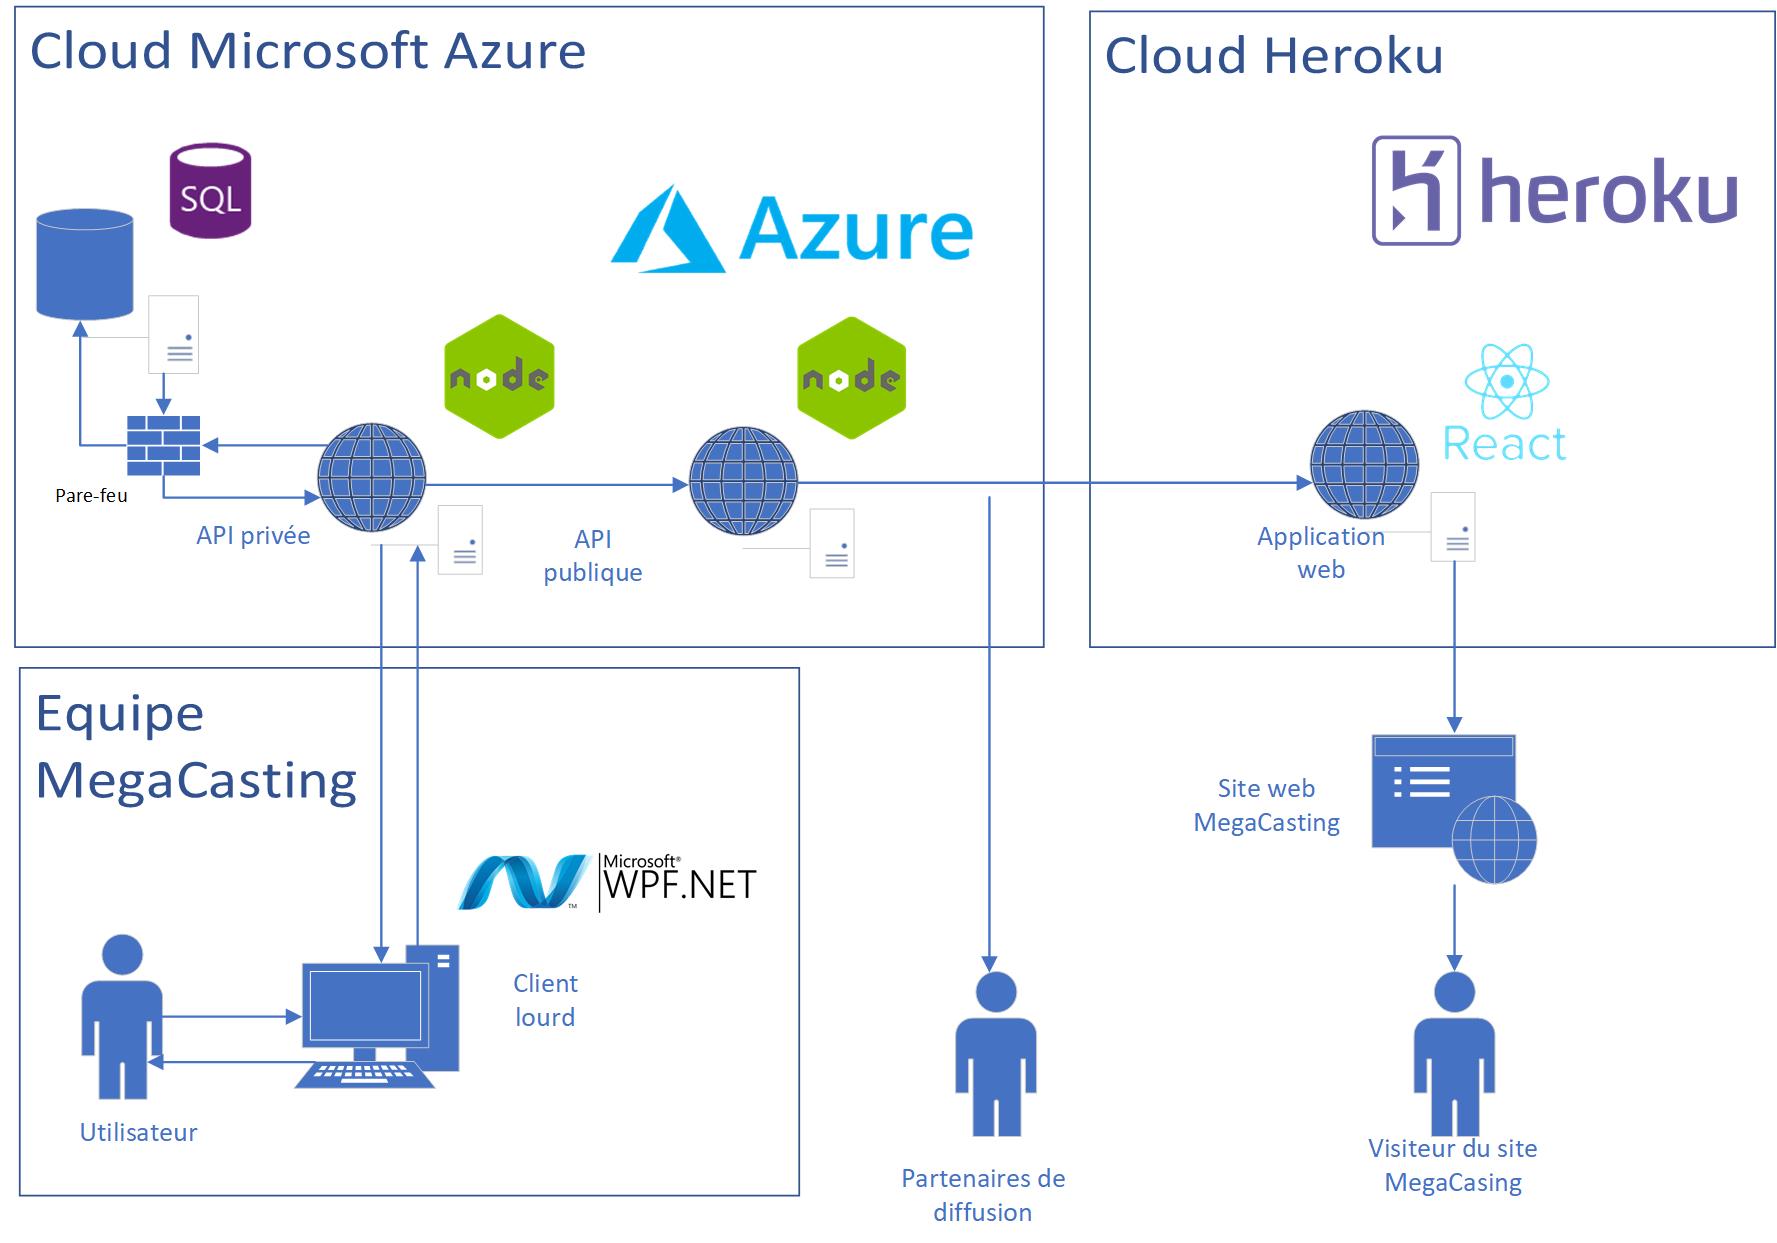 Cloud Microsoft Azure
Cloud Heroku
SQL
Azure
heroku
node
node
React
Pare-feu
API privée
API
publique
Application
web
Equipe
MegaCasting
Microsoft®
WPF.NET
TM
Site web
MegaCasting
Client
lourd
Utilisateur
Partenaires de
diffusion
Visiteur du site
MegaCasing